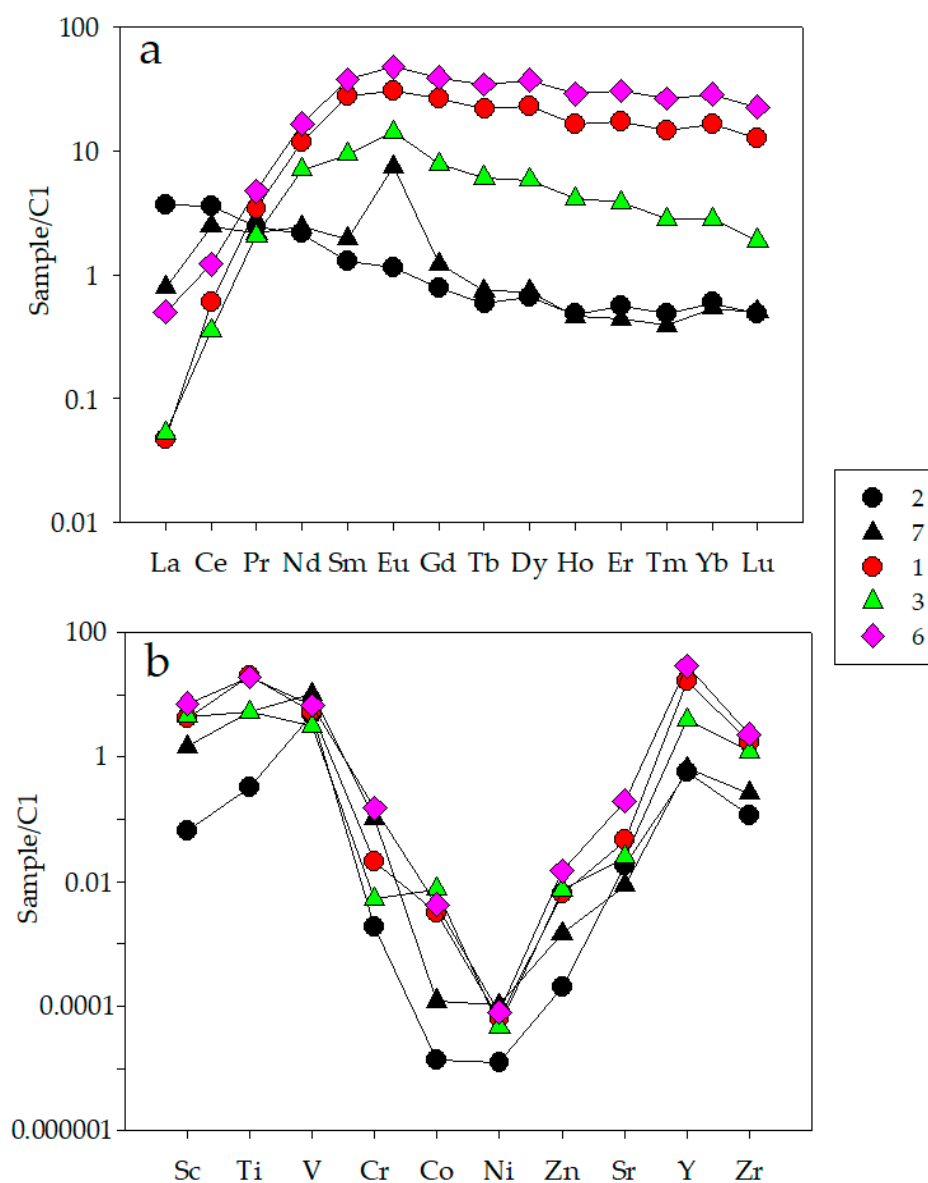 a
Sample/C1
100
10
1
0.1
0.01
La Ce Pr Nd Sm Eu Gd Tb Dy Ho Er Tm Yb Lu
2
7
1
3
6
b
Sample/C1
100
1
0.01
0.0001
0.000001
Sc Ti V Cr Co Ni Zn Sr Y Zr